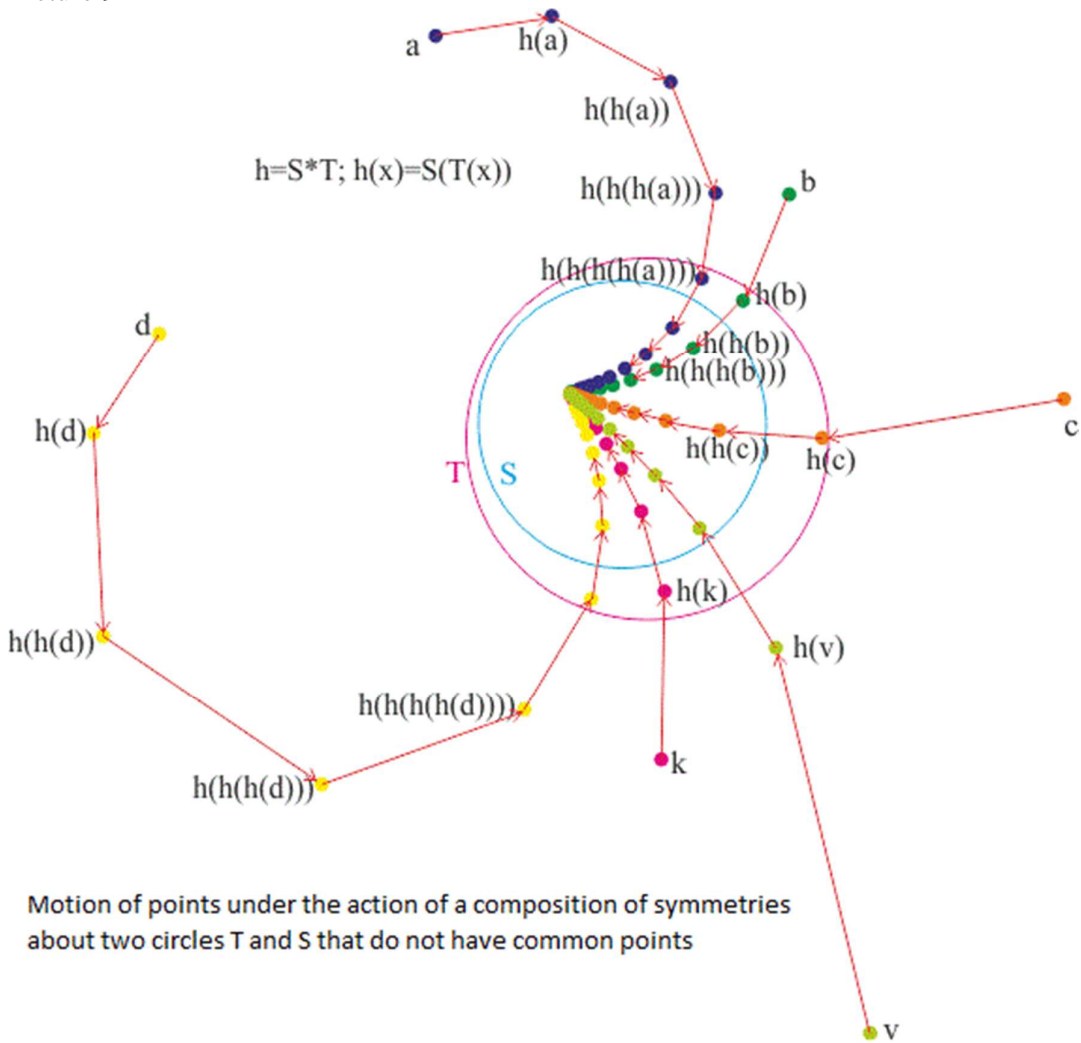 a
h(a)
h(h(a))
h=S*T; h(x)=S(T(x))
h(h(h(a)))
b
h(h(h(h(a))))
h(b)
d
h(h(b))
h(h(h(b)))
c
h(d)
h(h(c))
h(c)
T
S
h(k)
h(h(d))
h(v)
h(h(h(h(d))))
k
h(h(h(d)))
Motion of points under the action of a composition of symmetries
about two circles T and S that do not have common points
v